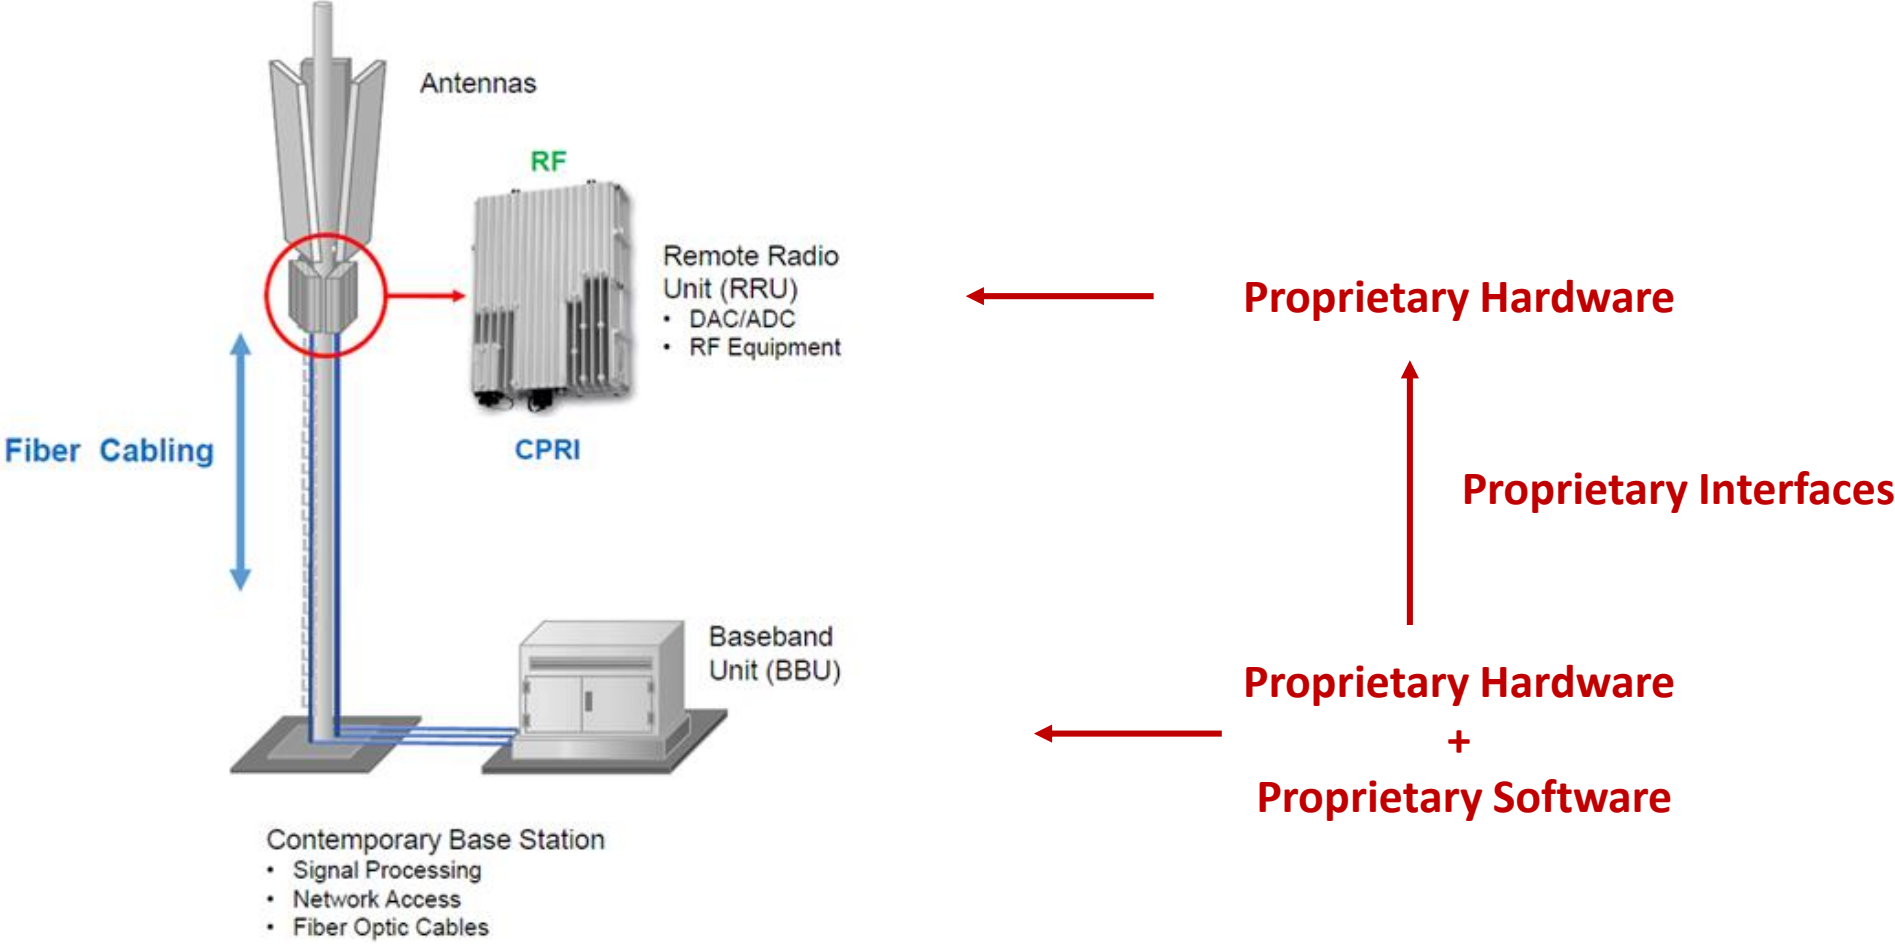 Antennas
RF
Remote Radio
Unit (RRU)
• DAC/ADC
• RF Equipment
CPRI
Fiber Cabling
Baseband
Unit (BBU)
Contemporary Base Station
• Signal Processing
• Network Access
• Fiber Optic Cables
Proprietary Hardware
Proprietary Interfaces
Proprietary Hardware
+
Proprietary Software